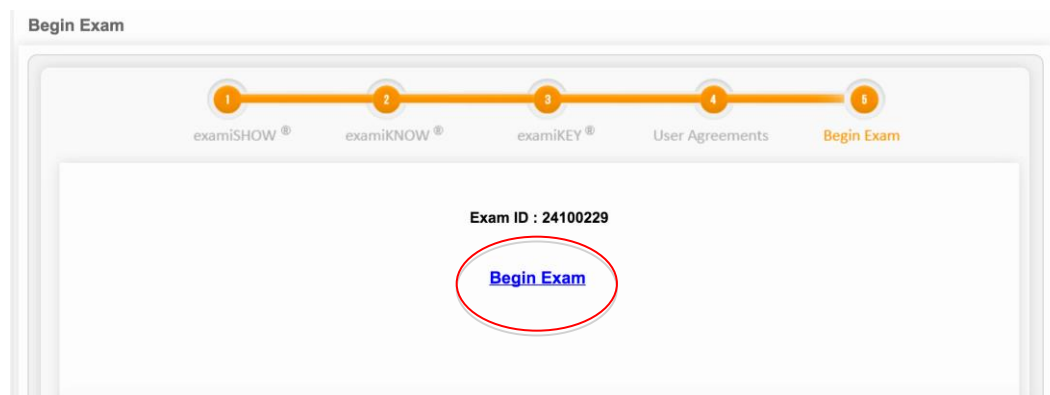 Begin Exam
1 2 3 4 5
examiSHOW ® examiKNOW ® examiKEY ® User Agreements Begin Exam
Exam ID : 24100229
Begin Exam